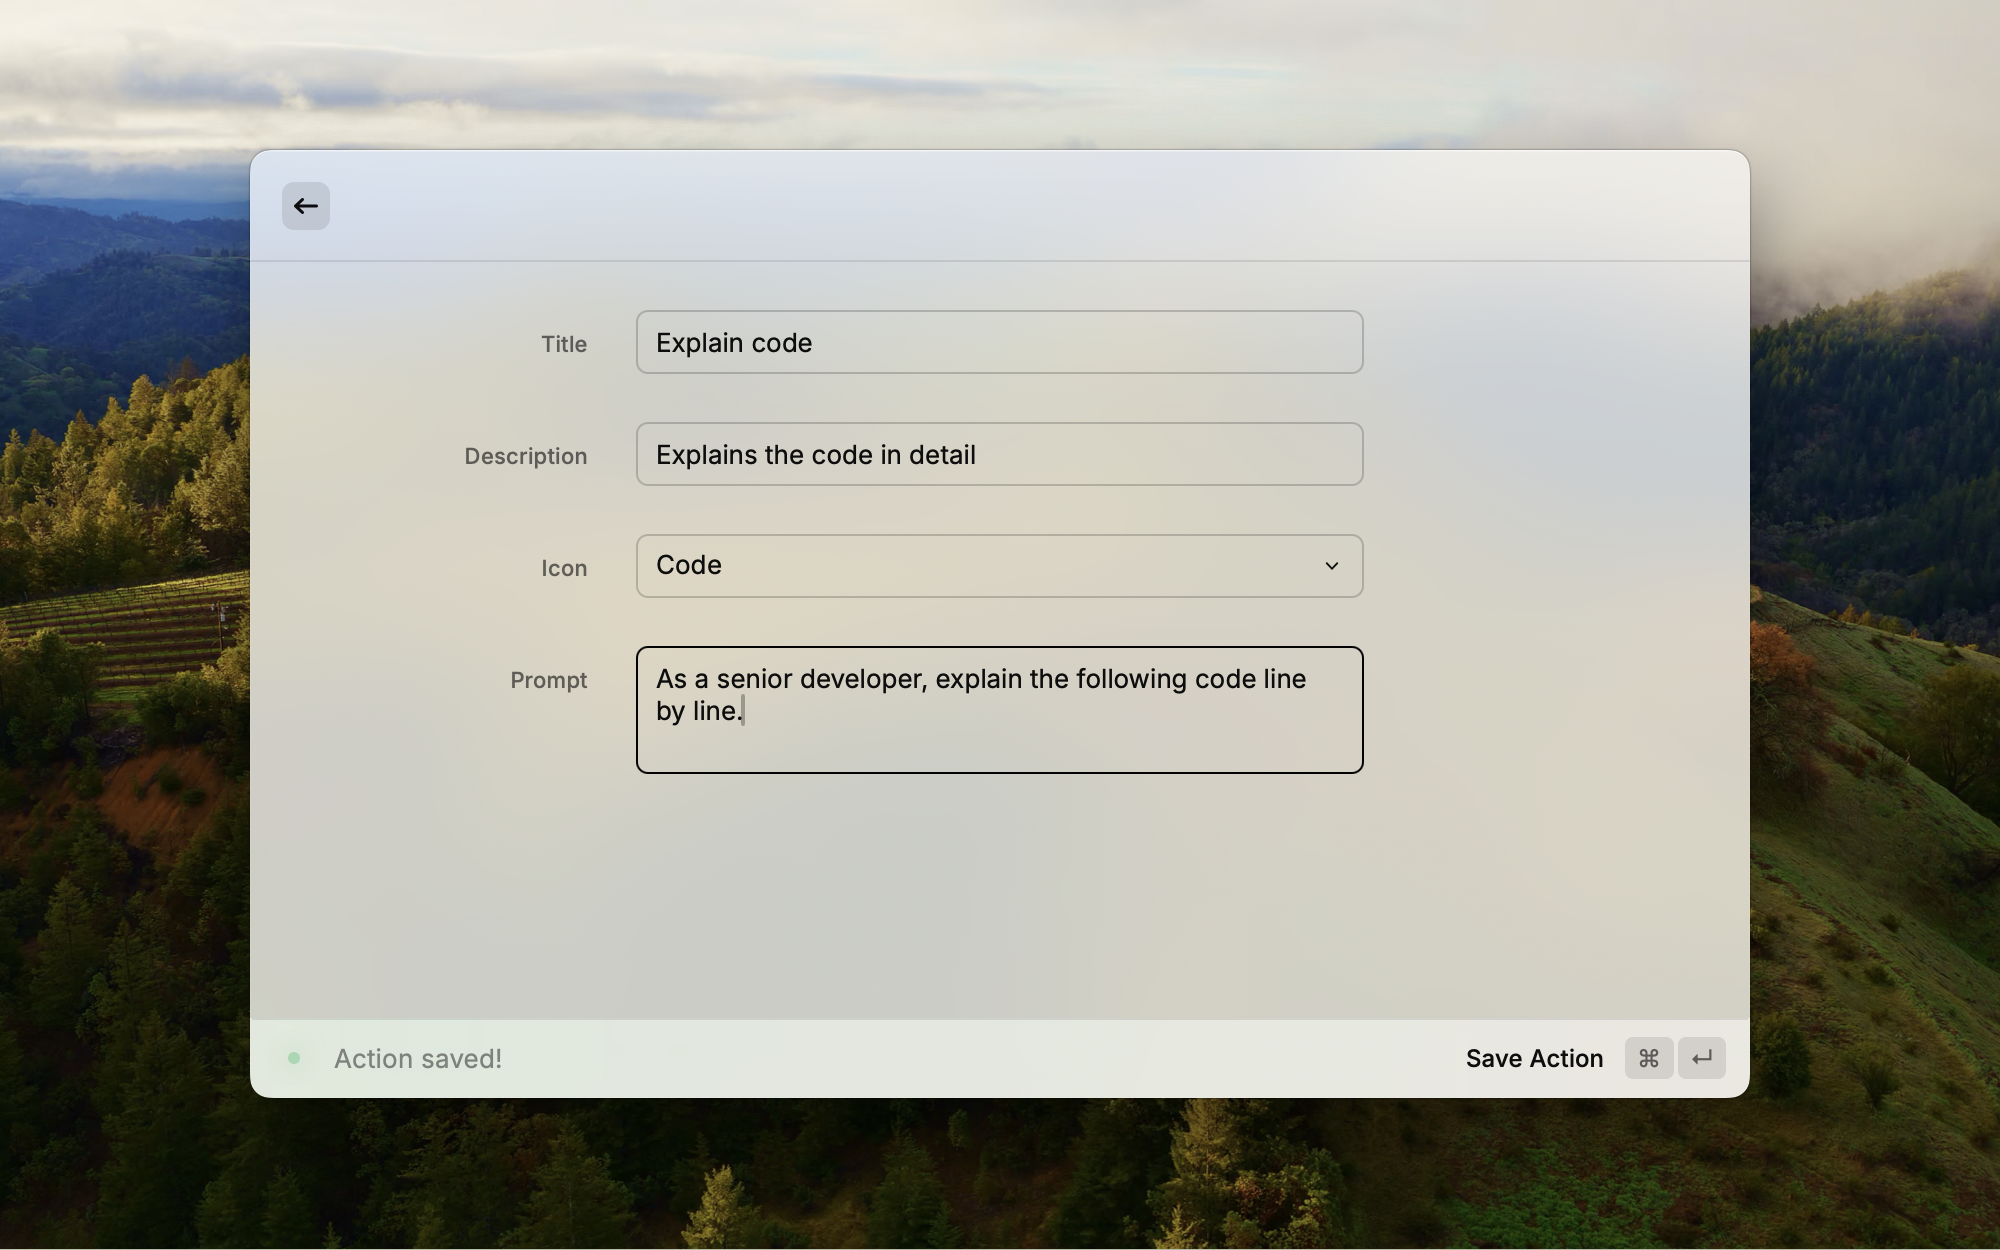 Title
Explain code
Description
Explains the code in detail
Icon
Code
Prompt
As a senior developer, explain the following code line
by line.
Action saved!
Save Action ⌘ ↵